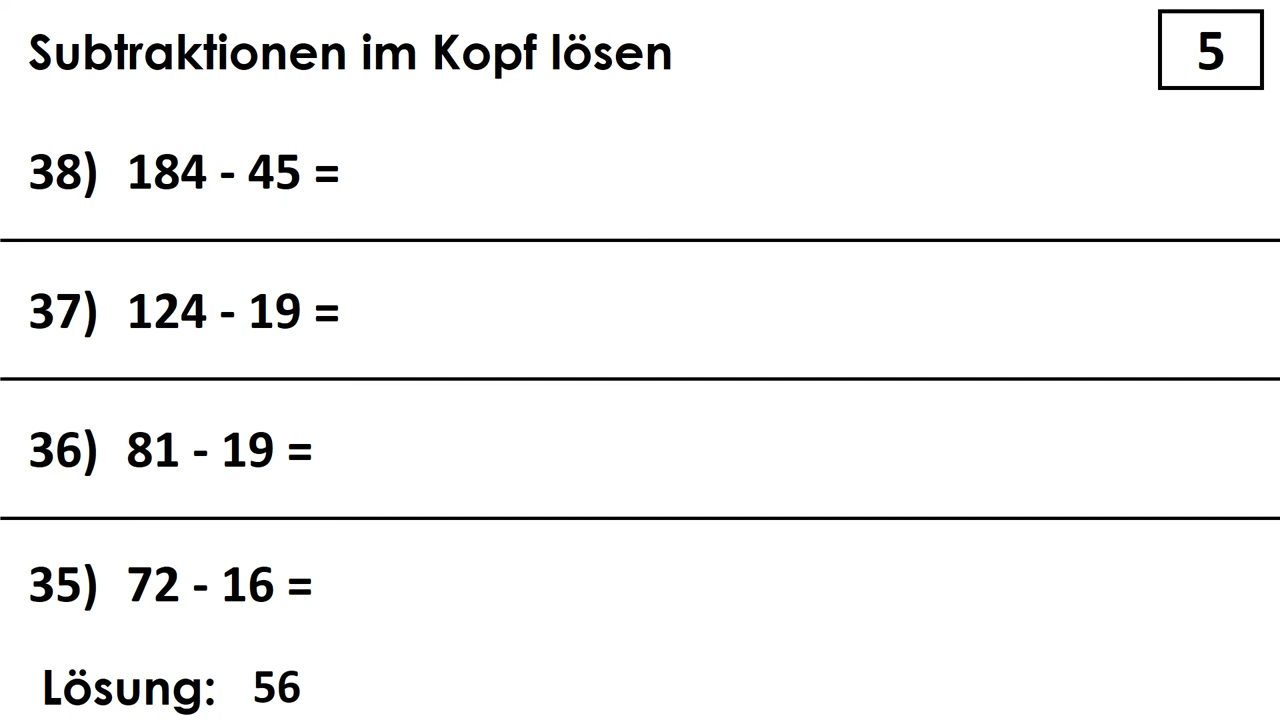 Subtraktionen im Kopf lösen
5
38) 184 - 45 =
37) 124 - 19 =
36) 81 - 19 =
35) 72 - 16 =
Lösung: 56